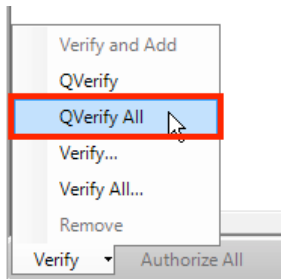 Verify and Add
QVerify
QVerify All
Verify...
Verify All...
Remove
Verify
Authorize All